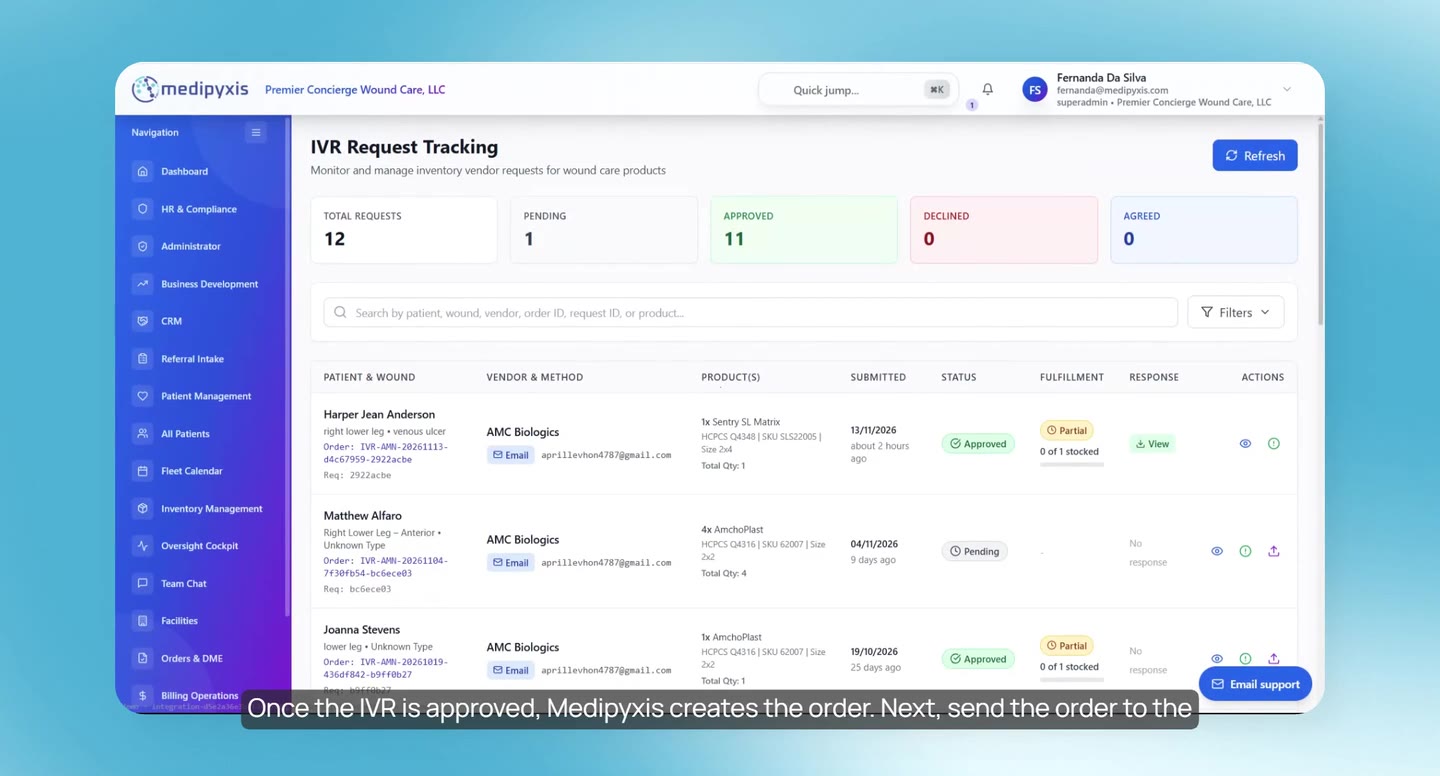 medipyxis
Premier Concierge Wound Care, LLC
Quick jump...
⌘K
1
FS
Fernanda Da Silva
fernanda@medipyxis.com
superadmin • Premier Concierge Wound Care, LLC
Navigation
Dashboard
HR & Compliance
Administrator
Business Development
CRM
Referral Intake
Patient Management
All Patients
Fleet Calendar
Inventory Management
Oversight Cockpit
Team Chat
Facilities
Orders & DME
Billing Operations
IVR Request Tracking
Monitor and manage inventory vendor requests for wound care products
Refresh
TOTAL REQUESTS
12
PENDING
1
APPROVED
11
DECLINED
0
AGREED
0
Search by patient, wound, vendor, order ID, request ID, or product...
Filters
PATIENT & WOUND VENDOR & METHOD PRODUCT(S) SUBMITTED STATUS FULFILLMENT RESPONSE ACTIONS
Harper Jean Anderson
right lower leg • venous ulcer
Order: IVR-AMN-20261113-
d4c67959-2922acbe
Req: 2922acbe
AMC Biologics
Email aprillevhon4787@gmail.com
1x Sentry SL Matrix
HCPCS Q4348 | SKU SLS22005 |
Size 2x4
Total Qty: 1
13/11/2026
about 2 hours
ago
Approved
Partial
0 of 1 stocked
View
Matthew Alfaro
Right Lower Leg – Anterior •
Unknown Type
Order: IVR-AMN-20261104-
7f30fb54-bc6ece03
Req: bc6ece03
AMC Biologics
Email aprillevhon4787@gmail.com
4x AmchoPlast
HCPCS Q4316 | SKU 62007 | Size
2x2
Total Qty: 4
04/11/2026
9 days ago
Pending
-
No
response
Joanna Stevens
lower leg • Unknown Type
Order: IVR-AMN-20261019-
436df842-b9ff0b27
Req: b9ff0b27
AMC Biologics
Email aprillevhon4787@gmail.com
1x AmchoPlast
HCPCS Q4316 | SKU 62007 | Size
2x2
Total Qty: 1
19/10/2026
25 days ago
Approved
Partial
0 of 1 stocked
No
response
Email support
Once the IVR is approved, Medipyxis creates the order. Next, send the order to the